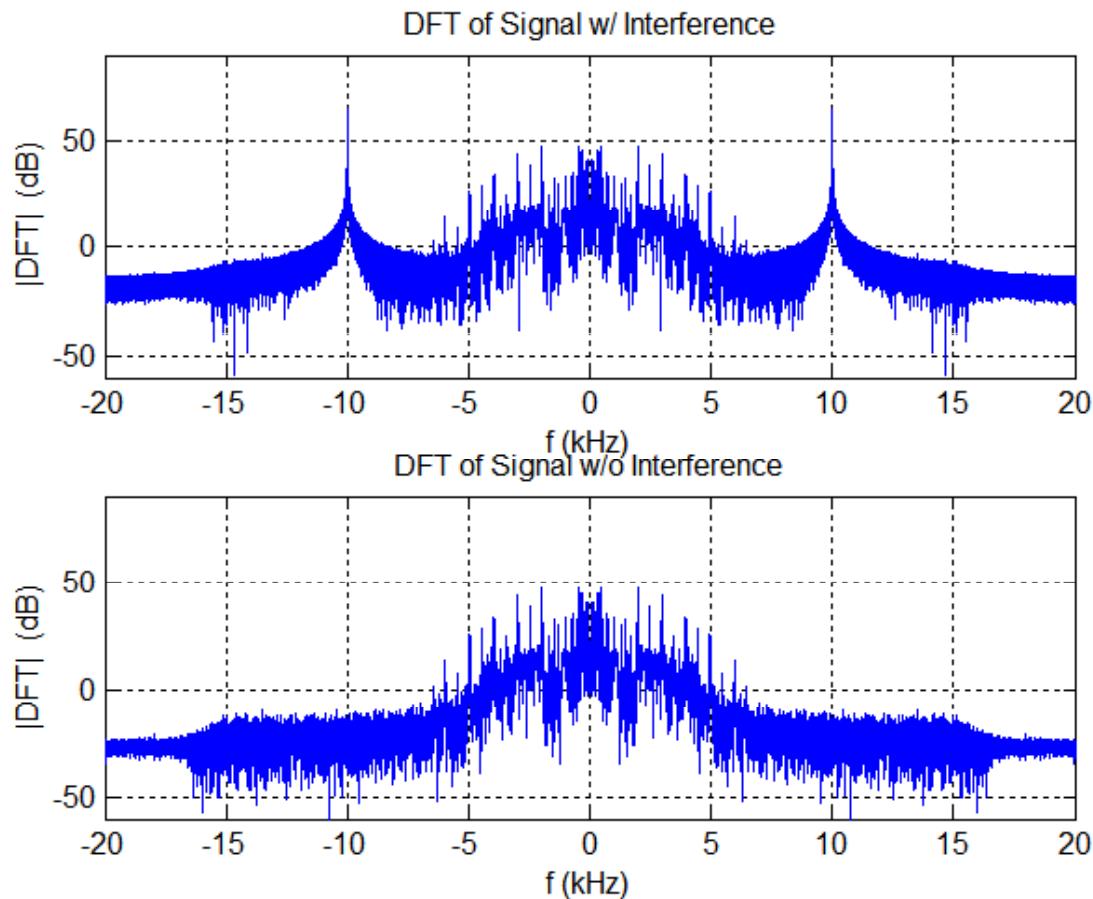 DFT of Signal w/ Interference
|DFT| (dB)
50
0
-50
-20 -15 -10 -5 0 5 10 15 20
f (kHz)
DFT of Signal w/o Interference
|DFT| (dB)
50
0
-50
-20 -15 -10 -5 0 5 10 15 20
f (kHz)